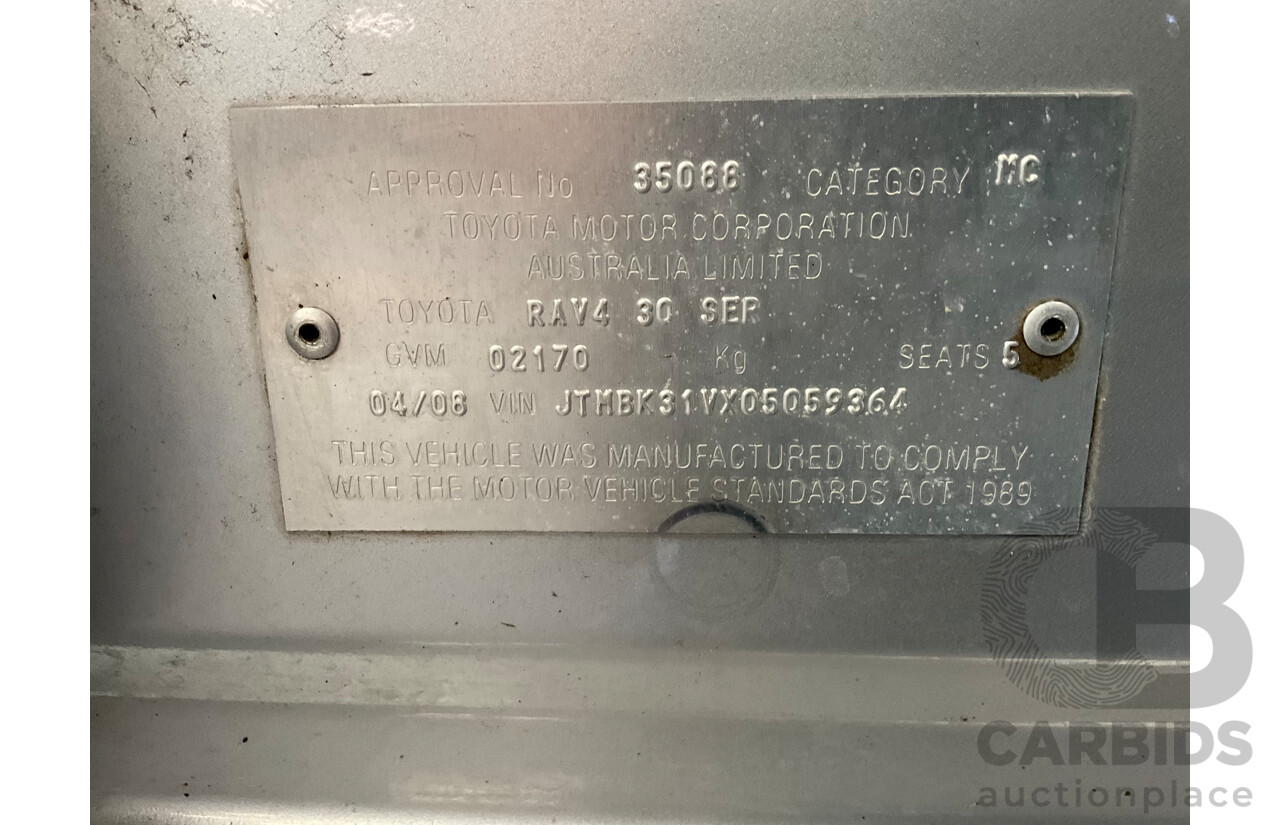 APPROVAL No 35088 CATEGORY MC
TOYOTA MOTOR CORPORATION
AUSTRALIA LIMITED
TOYOTA RAV4 30 SER
GVM 02170 Kg SEATS 5
04/08 VIN JTMBK31VX05059364
THIS VEHICLE WAS MANUFACTURED TO COMPLY
WITH THE MOTOR VEHICLE STANDARDS ACT 1989
CB
CARBIDS
auctionplace